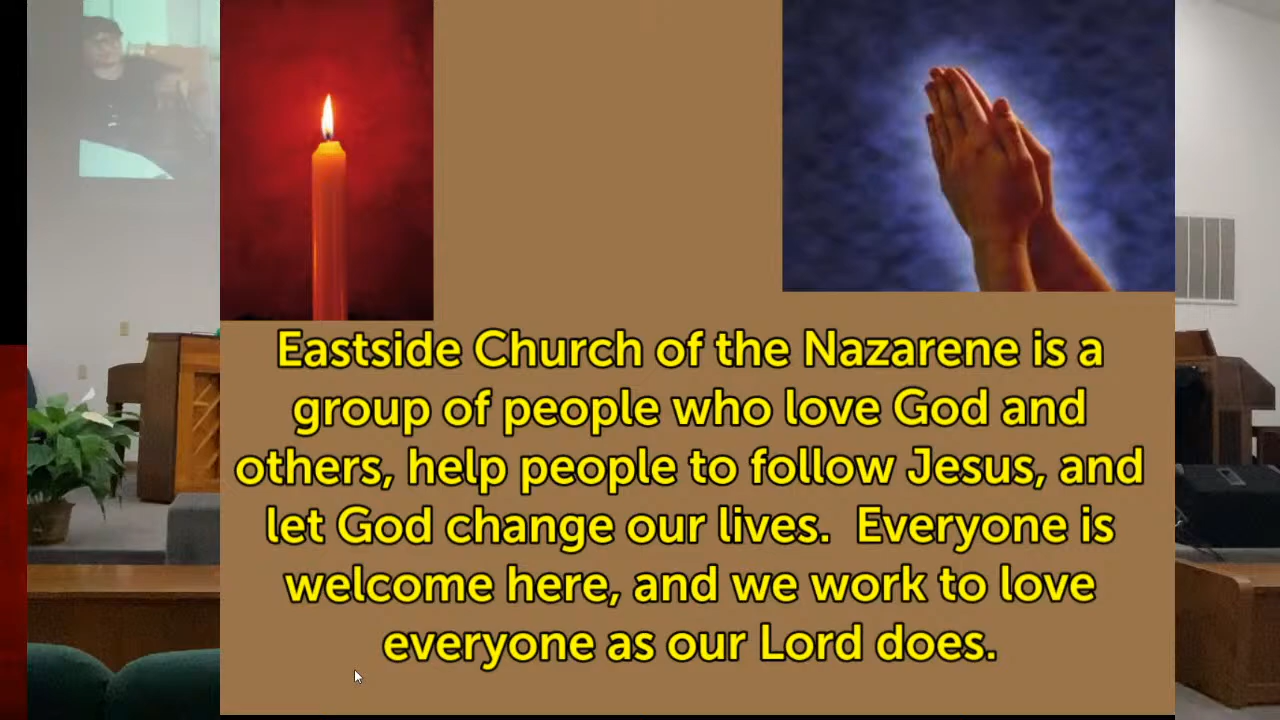 Eastside Church of the Nazarene is a
group of people who love God and
others, help people to follow Jesus, and
let God change our lives.  Everyone is
welcome here, and we work to love
everyone as our Lord does.